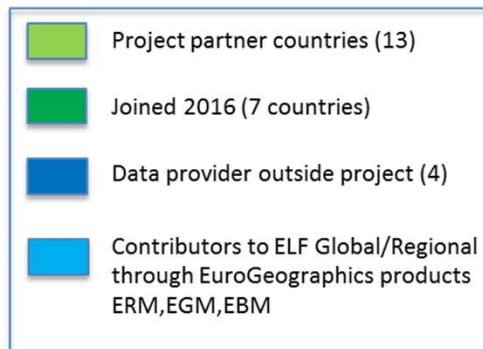 Project partner countries (13)
Joined 2016 (7 countries)
Data provider outside project (4)
Contributors to ELF Global/Regional
through EuroGeographics products
ERM,EGM,EBM